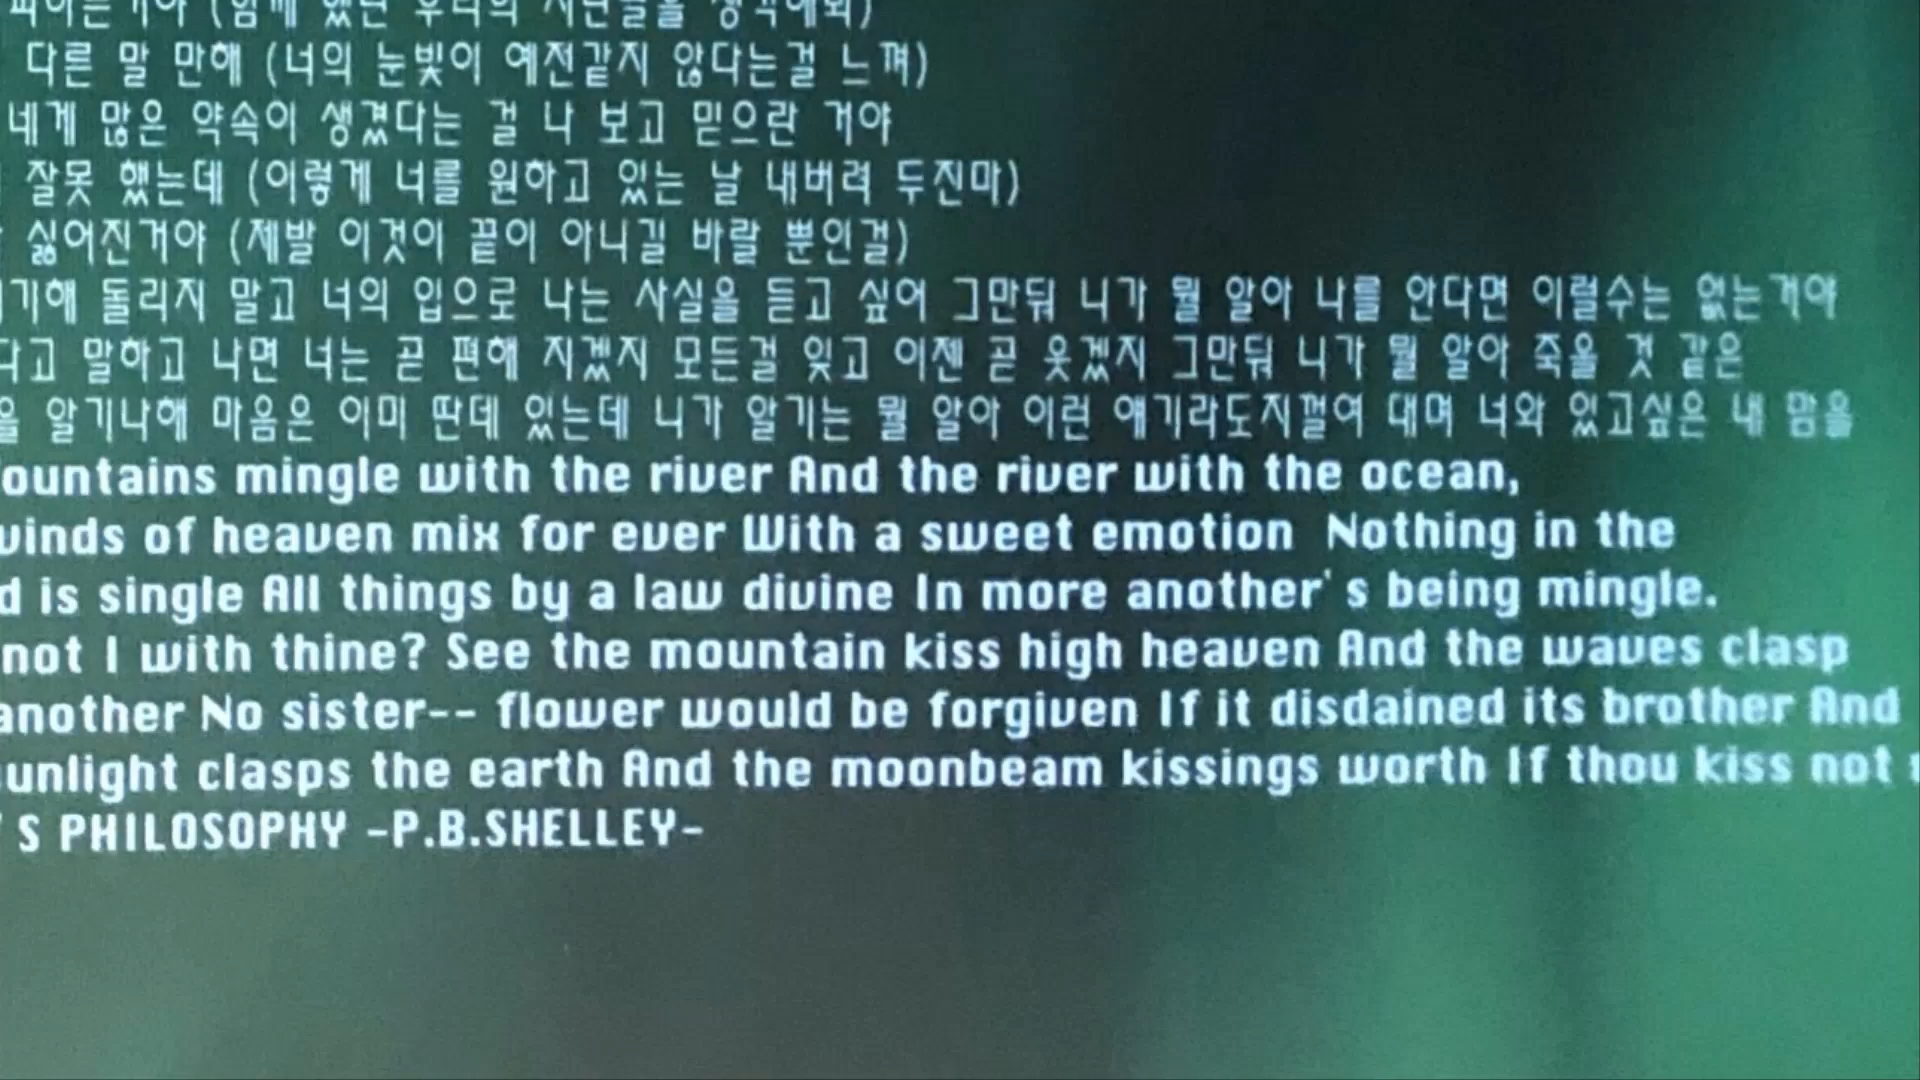 다른 말 만해 (너의 눈빛이 예전같지 않다는걸 느껴)
네게 많은 약속이 생겼다는 걸 나 보고 믿으란 거야
잘못 했는데 (이렇게 너를 원하고 있는 날 내버려 두진마)
싫어진거야 (제발 이것이 끝이 아니길 바랄 뿐인걸)
기해 돌리지 말고 너의 입으로 나는 사실을 듣고 싶어 그만둬 니가 뭘 알아 나를 안다면 이럴수는 없는거야
다고 말하고 나면 너는 곧 편해 지겠지 모든걸 잊고 이젠 곧 웃겠지 그만둬 니가 뭘 알아 죽을 것 같은
을 알기나해 마음은 이미 딴데 있는데 니가 알기는 뭘 알아 이런 얘기라도지껄여 대며 너와 있고싶은 내 맘을
ountains mingle with the river And the river with the ocean,
winds of heaven mix for ever With a sweet emotion Nothing in the
d is single All things by a law divine In more another's being mingle.
not I with thine? See the mountain kiss high heaven And the waves clasp
another No sister-- flower would be forgiven If it disdained its brother And
unlight clasps the earth And the moonbeam kissings worth If thou kiss not
'S PHILOSOPHY -P.B.SHELLEY-